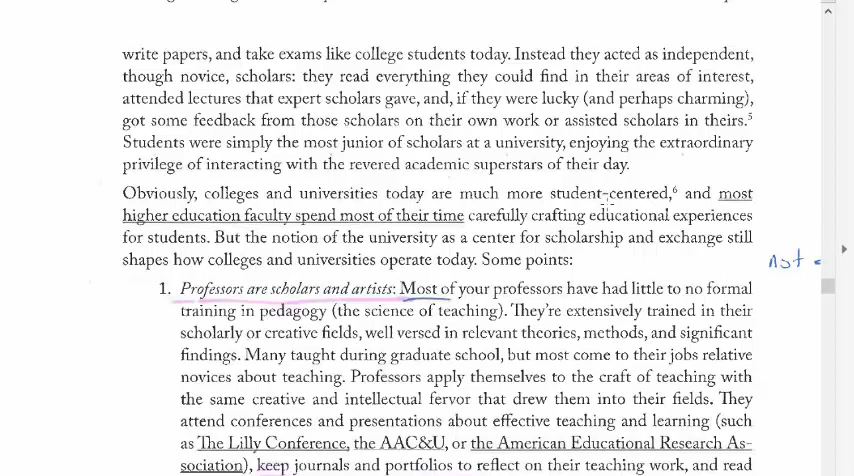 write papers, and take exams like college students today. Instead they acted as independent,
though novice, scholars: they read everything they could find in their areas of interest,
attended lectures that expert scholars gave, and, if they were lucky (and perhaps charming),
got some feedback from those scholars on their own work or assisted scholars in theirs.5
Students were simply the most junior of scholars at a university, enjoying the extraordinary
privilege of interacting with the revered academic superstars of their day.
Obviously, colleges and universities today are much more student-centered,6 and most
higher education faculty spend most of their time carefully crafting educational experiences
for students. But the notion of the university as a center for scholarship and exchange still
shapes how colleges and universities operate today. Some points:
not
1. Professors are scholars and artists: Most of your professors have had little to no formal
training in pedagogy (the science of teaching). They're extensively trained in their
scholarly or creative fields, well versed in relevant theories, methods, and significant
findings. Many taught during graduate school, but most come to their jobs relative
novices about teaching. Professors apply themselves to the craft of teaching with
the same creative and intellectual fervor that drew them into their fields. They
attend conferences and presentations about effective teaching and learning (such
as The Lilly Conference, the AAC&U, or the American Educational Research As-
sociation), keep journals and portfolios to reflect on their teaching work, and read